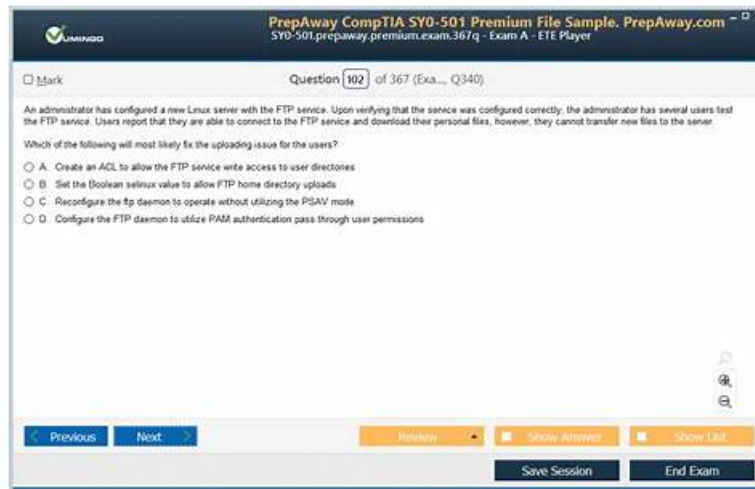 VUMINGO
PrepAway CompTIA SY0-501 Premium File Sample. PrepAway.com
SY0-501.prepaway.premium.exam.367q - Exam A - ETE Player
Mark
Question 102 of 367 (Exa..., Q340)
An administrator has configured a new Linux server with the FTP service. Upon verifying that the service was configured correctly, the administrator has several users test
the FTP service. Users report that they are able to connect to the FTP service and download their personal files, however, they cannot transfer new files to the server.
Which of the following will most likely fix the uploading issue for the users?
A. Create an ACL to allow the FTP service write access to user directories
B. Set the Boolean selinux value to allow FTP home directory uploads
C. Reconfigure the ftp daemon to operate without utilizing the PSAV mode
D. Configure the FTP daemon to utilize PAM authentication pass through user permissions
Previous Next Review Show Answer Show List
Save Session End Exam